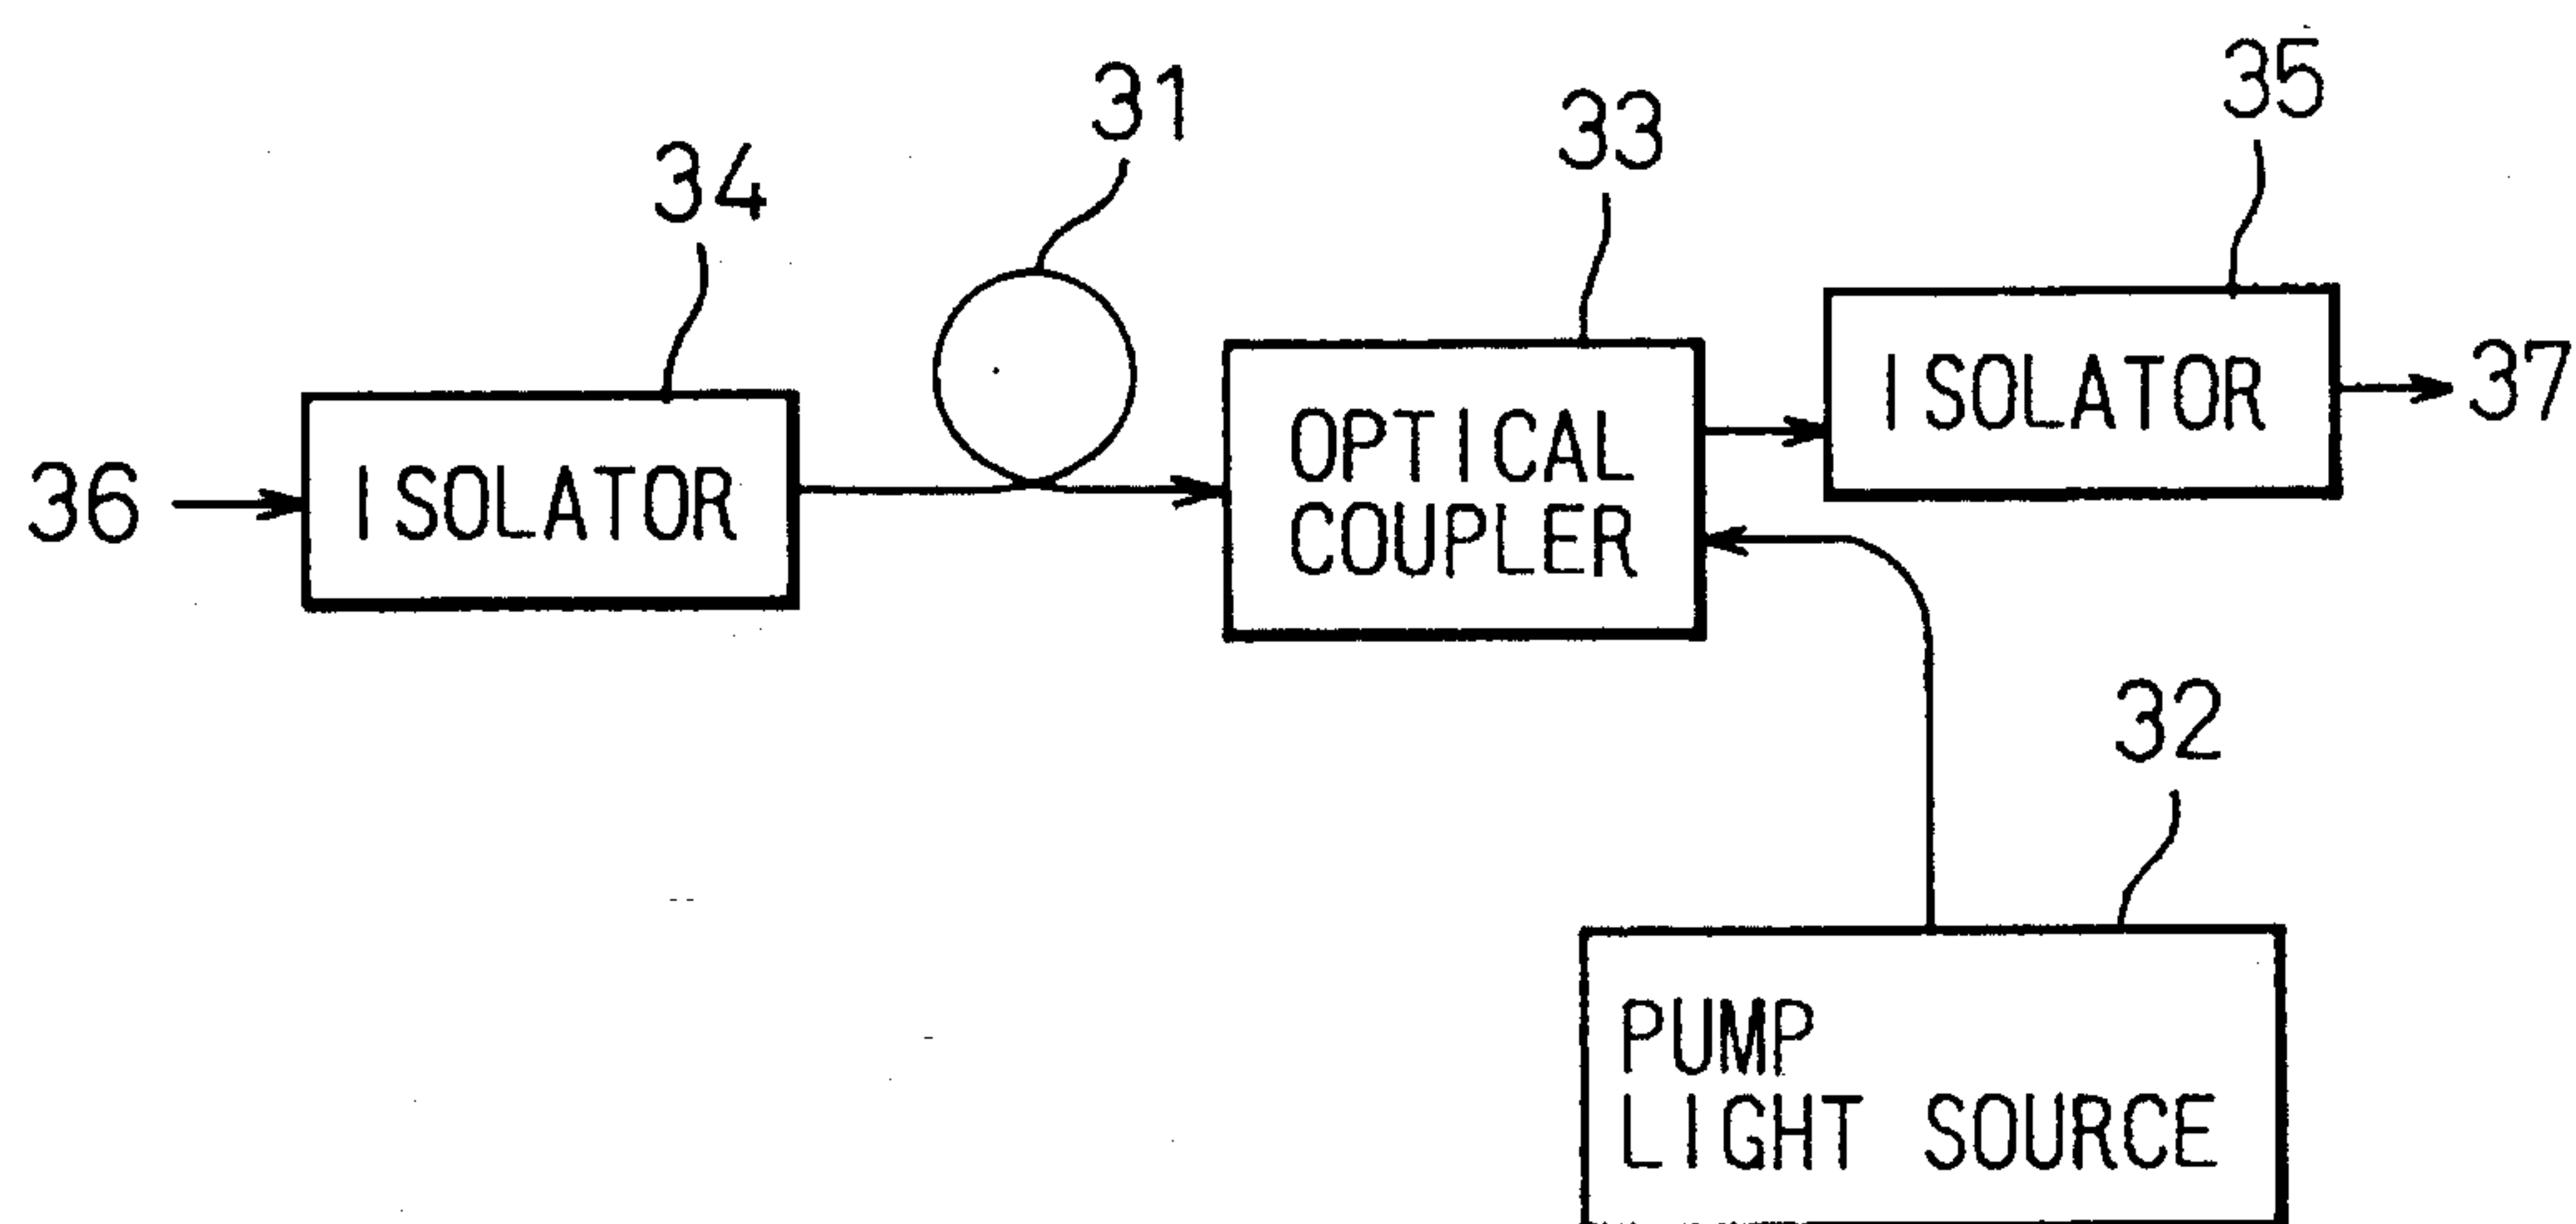 35
31
33
34
37
ISOLATOR
OPTICAL
COUPLER
36
ISOLATOR
32
PUMP
LIGHT SOURCE